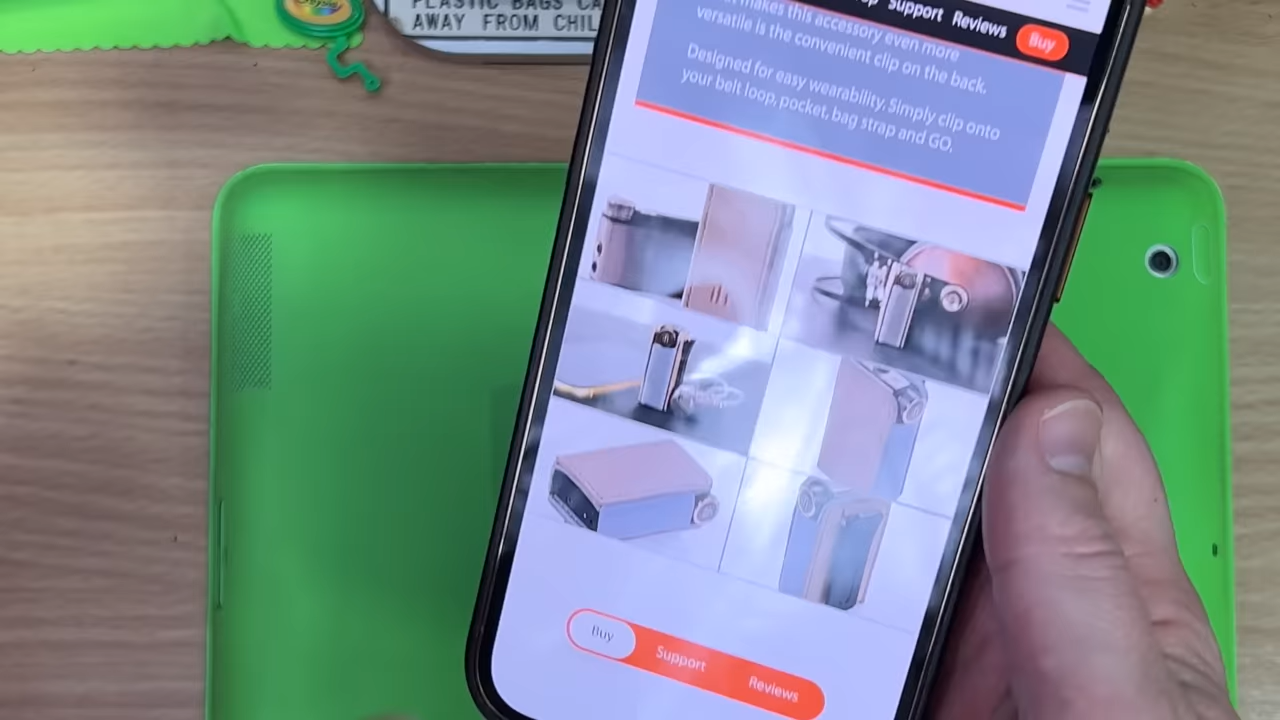 PLASTIC BAGS CA
AWAY FROM CHIL
Crayola
Support Reviews Buy
makes this accessory even more
versatile is the convenient clip on the back.
Designed for easy wearability. Simply clip onto
your belt loop, pocket, bag strap and GO.
Buy Support Reviews